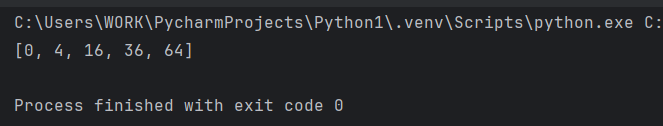 C:\Users\WORK\PycharmProjects\Python1\.venv\Scripts\python.exe C:
[0, 4, 16, 36, 64]
Process finished with exit code 0